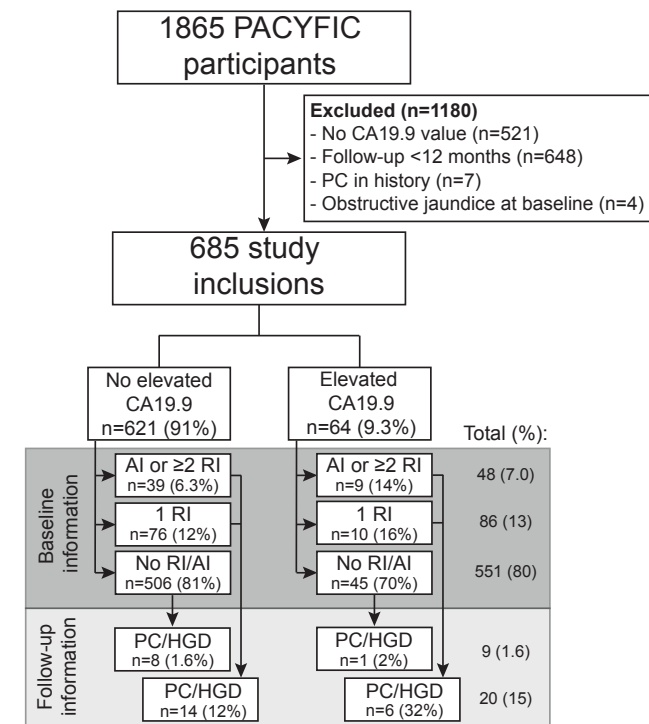 1865 PACYFIC
participants
Excluded (n=1180)
- No CA19.9 value (n=521)
- Follow-up <12 months (n=648)
- PC in history (n=7)
- Obstructive jaundice at baseline (n=4)
685 study
inclusions
No elevated
CA19.9
n=621 (91%)
Elevated
CA19.9
n=64 (9.3%)
Total (%):
Baseline
information
AI or ≥2 RI
n=39 (6.3%)
AI or ≥2 RI
n=9 (14%)
48 (7.0)
1 RI
n=76 (12%)
1 RI
n=10 (16%)
86 (13)
No RI/AI
n=506 (81%)
No RI/AI
n=45 (70%)
551 (80)
Follow-up
information
PC/HGD
n=8 (1.6%)
PC/HGD
n=1 (2%)
9 (1.6)
PC/HGD
n=14 (12%)
PC/HGD
n=6 (32%)
20 (15)